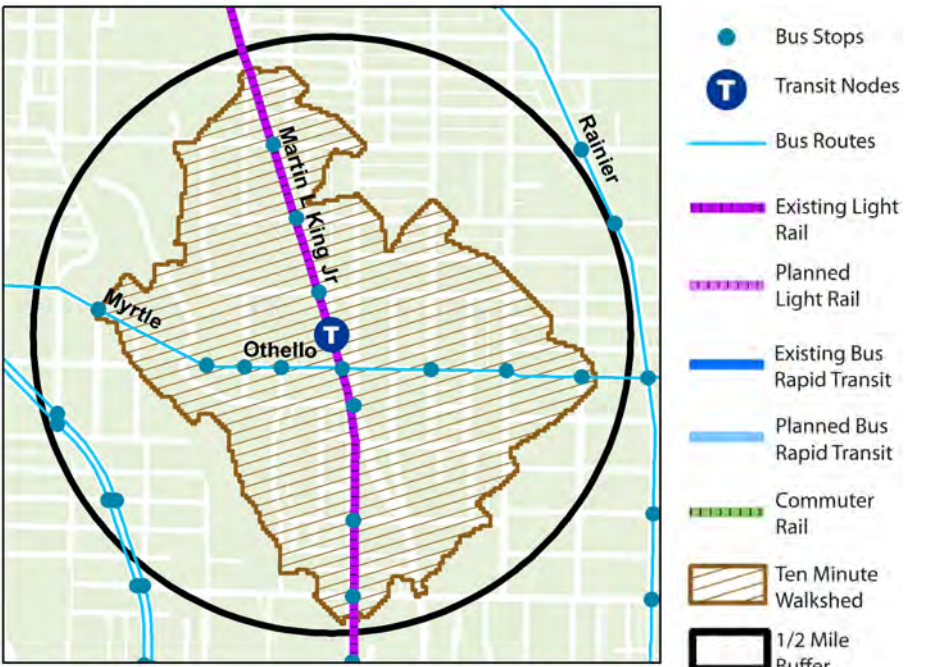 Martin L King Jr
Rainier
Myrtle
Othello
T
T
Bus Stops
Transit Nodes
Bus Routes
Existing Light
Rail
Planned
Light Rail
Existing Bus
Rapid Transit
Planned Bus
Rapid Transit
Commuter
Rail
Ten Minute
Walkshed
1/2 Mile
Buffer